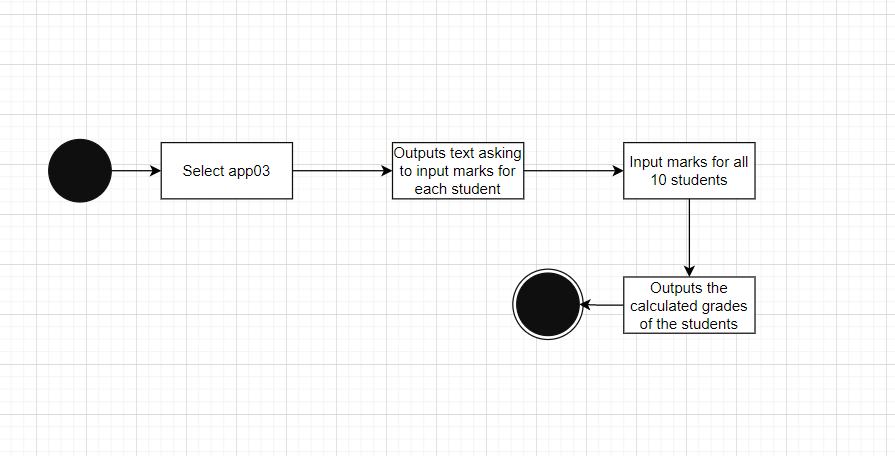 Select app03
Outputs text asking
to input marks for
each student
Input marks for all
10 students
Outputs the
calculated grades
of the students